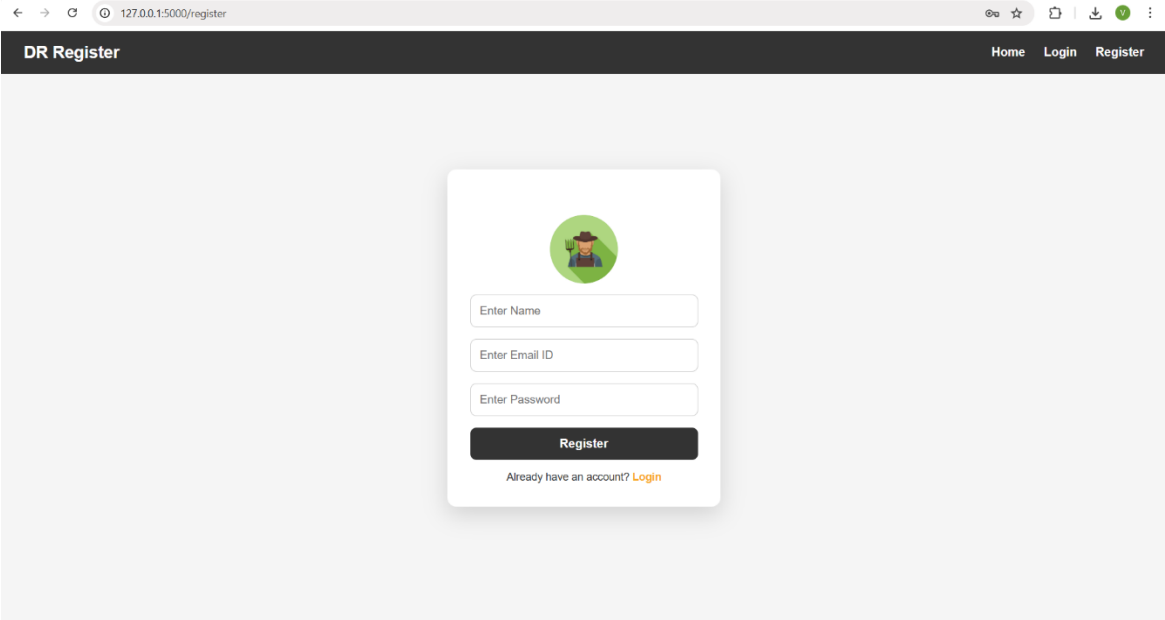 127.0.0.1:5000/register
V
DR Register
Home Login Register
Enter Name
Enter Email ID
Enter Password
Register
Already have an account? Login